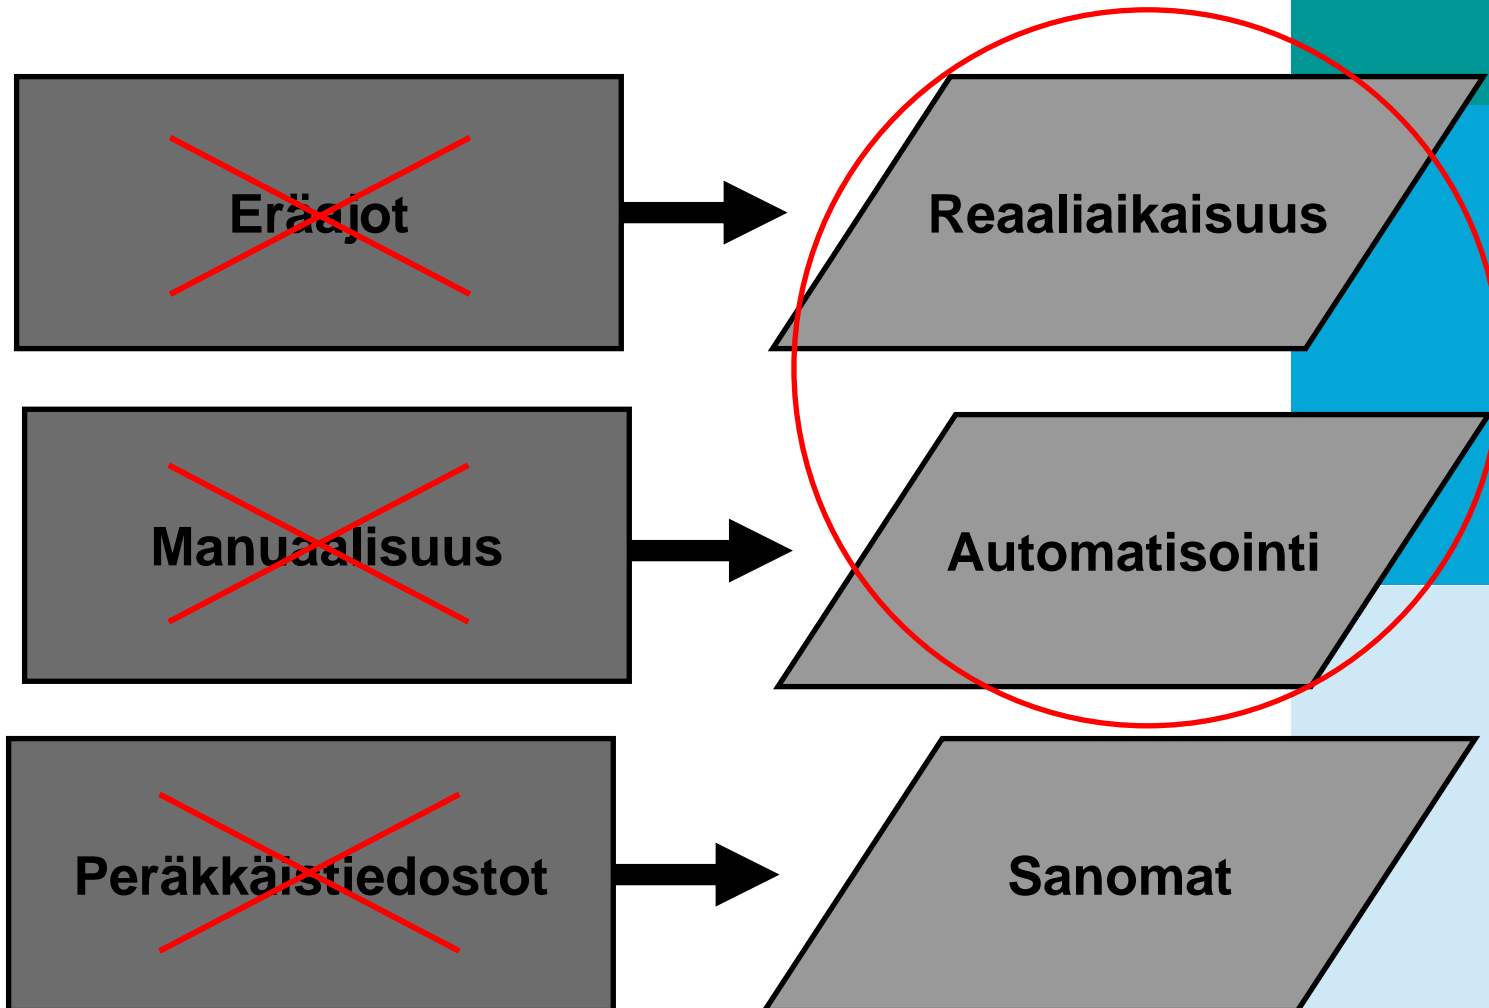 Eräajot
Reaaliaikaisuus
Manuaalisuus
Automatisointi
Peräkkäistiedostot
Sanomat